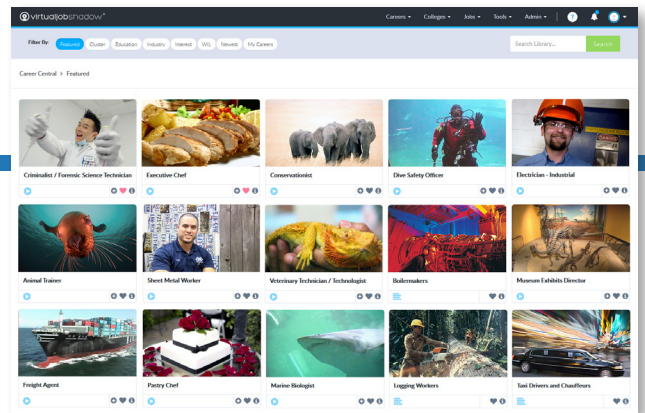 virtualjobshadow
Careers Colleges Jobs Tools Admin ?
Filter By: Featured Cluster Education Industry Interest WIL Newest My Careers Search Library... Search
Career Central > Featured
DANGER
Criminalist / Forensic Science Technician Executive Chef Conservationist Dive Safety Officer Electrician - Industrial
Animal Trainer Sheet Metal Worker Veterinary Technician / Technologist Boilermakers Museum Exhibits Director
Freight Agent Pastry Chef Marine Biologist Logging Workers Taxi Drivers and Chauffeurs